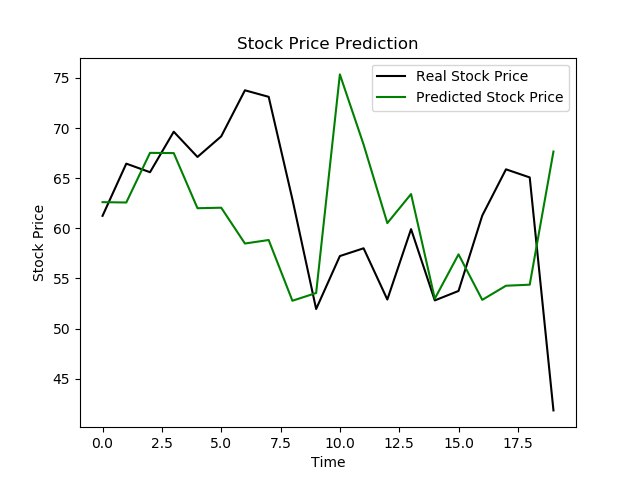 Stock Price Prediction
Real Stock Price
Predicted Stock Price
Stock Price
75
70
65
60
55
50
45
0.0 2.5 5.0 7.5 10.0 12.5 15.0 17.5
Time